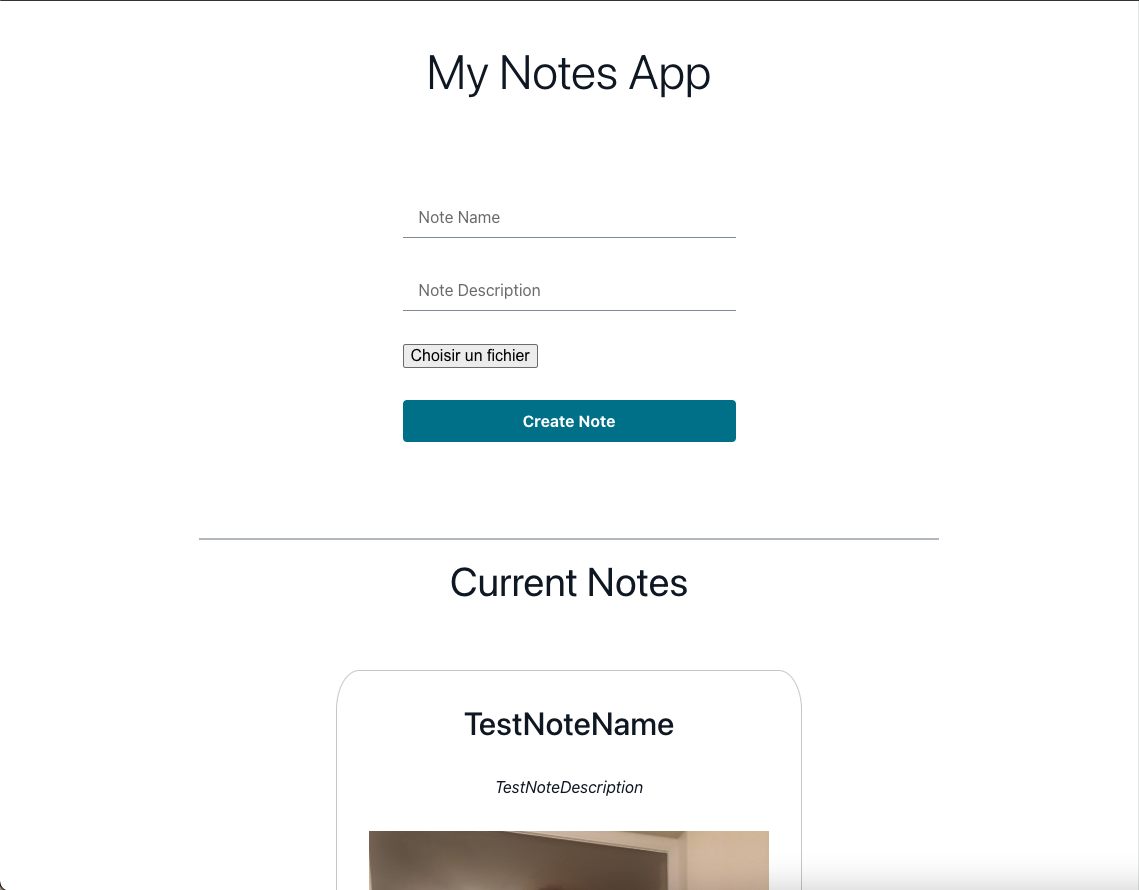 My Notes App
Note Name
Note Description
Choisir un fichier
Create Note
Current Notes
TestNoteName
TestNoteDescription